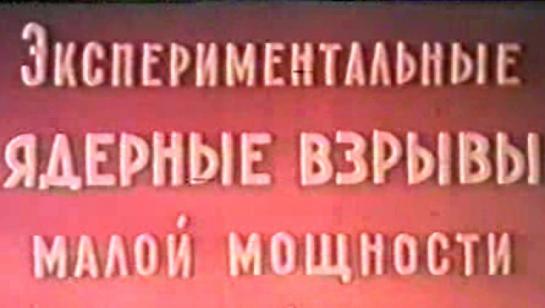 Экспериментальные
ЯДЕРНЫЕ ВЗРЫВЫ
МАЛОЙ МОЩНОСТИ